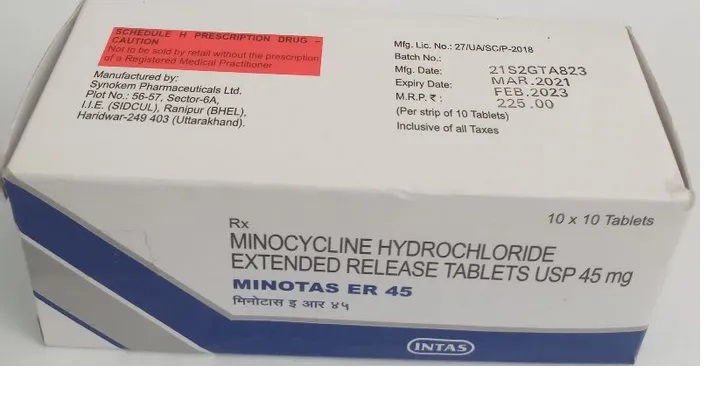 SCHEDULE H PRESCRIPTION DRUG –
CAUTION
Not to be sold by retail without the prescription
of a Registered Medical Practitioner
Manufactured by:
Synokem Pharmaceuticals Ltd.
Plot No.: 56-57, Sector-6A,
I.I.E. (SIDCUL), Ranipur (BHEL),
Haridwar-249 403 (Uttarakhand).
Mfg. Lic. No.: 27/UA/SC/P-2018
Batch No.:
Mfg. Date: 21S2GTA823
Expiry Date: MAR.2021
M.R.P. ₹ : FEB.2023
225.00
(Per strip of 10 Tablets)
Inclusive of all Taxes
Rx
10 x 10 Tablets
MINOCYCLINE HYDROCHLORIDE
EXTENDED RELEASE TABLETS USP 45 mg
MINOTAS ER 45
मिनोटास इ आर ४५
INTAS